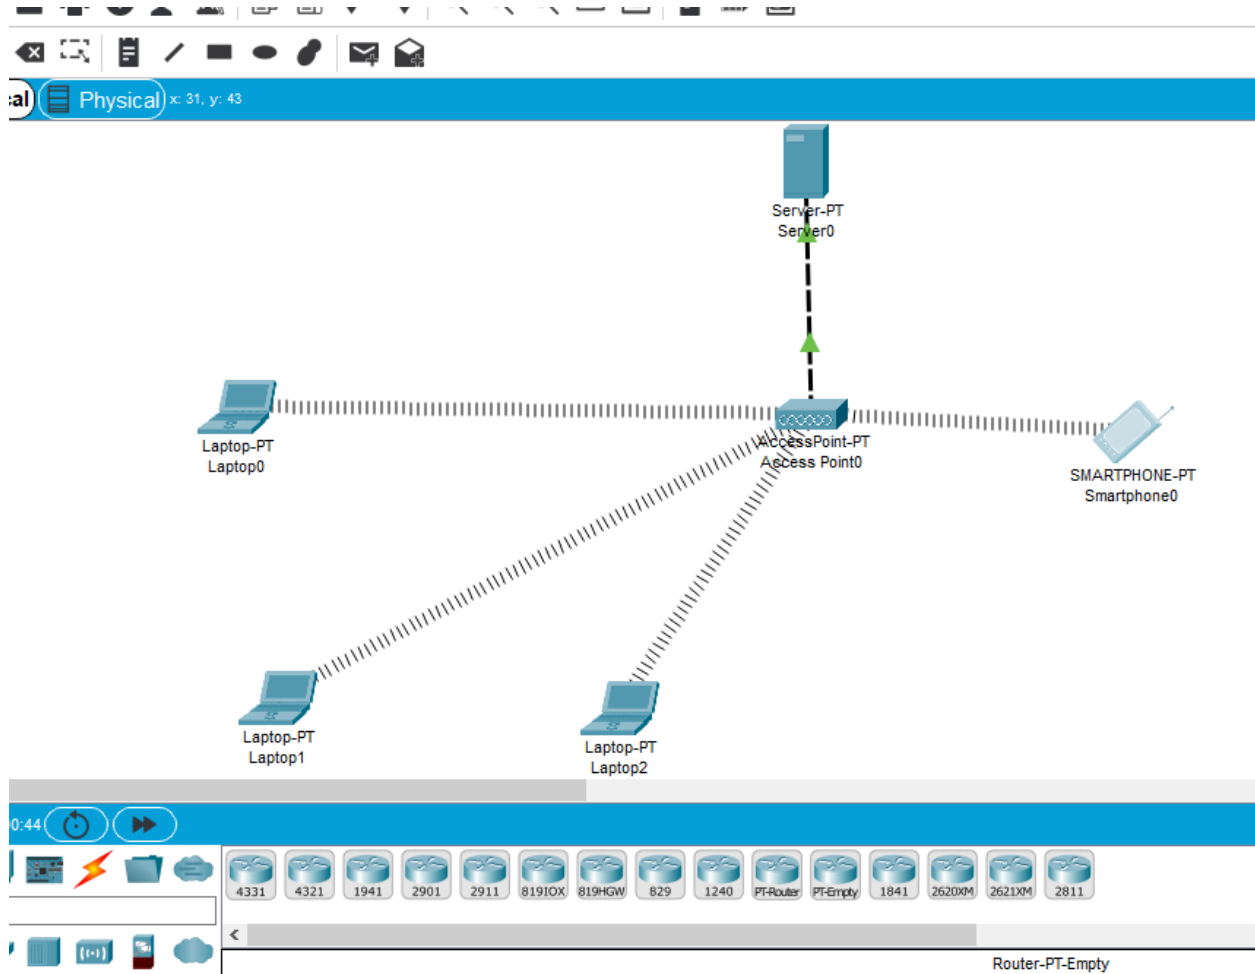 al Physical x: 31, y: 43
Server-PT
Server0
Laptop-PT
Laptop0
AccessPoint-PT
Access Point0
SMARTPHONE-PT
Smartphone0
Laptop-PT
Laptop1
Laptop-PT
Laptop2
0:44
4331 4321 1941 2901 2911 819IOX 819HGW 829 1240 PT-Router PT-Empty 1841 2620XM 2621XM 2811
Router-PT-Empty